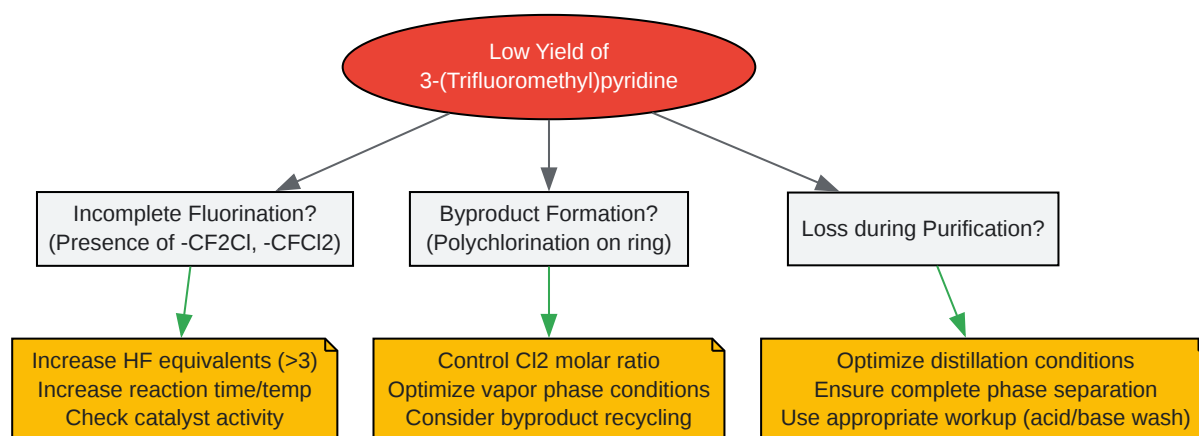 Low Yield of
3-(Trifluoromethyl)pyridine
Incomplete Fluorination?
(Presence of -CF2Cl, -CFCl2)
Byproduct Formation?
(Polychlorination on ring)
Loss during Purification?
Increase HF equivalents (>3)
Increase reaction time/temp
Check catalyst activity
Control Cl2 molar ratio
Optimize vapor phase conditions
Consider byproduct recycling
Optimize distillation conditions
Ensure complete phase separation
Use appropriate workup (acid/base wash)